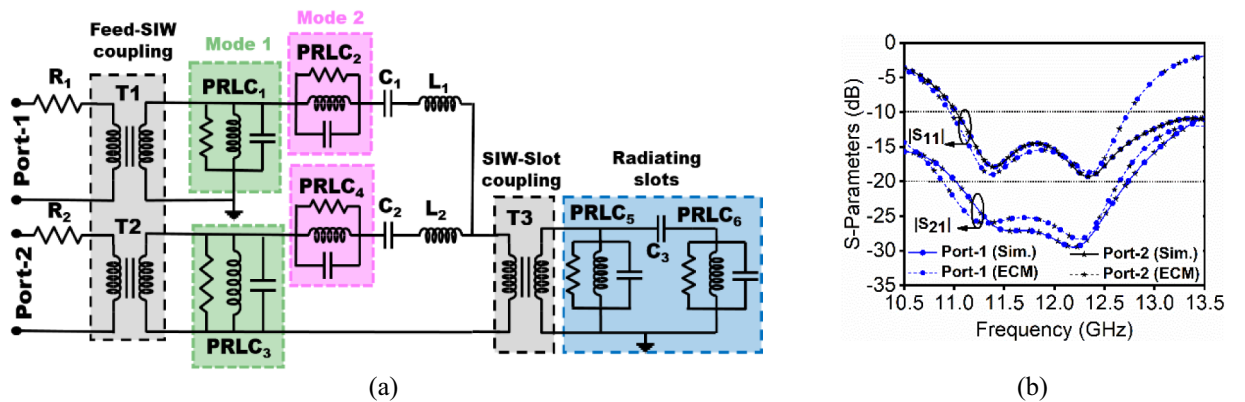 Feed-SIW
coupling
Mode 1
Mode 2
PRLC2
R1
T1
PRLC1
C1
L1
Port-1
SIW-Slot
coupling
Radiating
slots
R2
T2
PRLC4
C2
L2
T3
PRLC5
PRLC6
C3
Port-2
PRLC3
(a)
S-Parameters (dB)
0
-5
-10
-15
-20
-25
-30
-35
|S11|
|S21|
Port-1 (Sim.)
Port-2 (Sim.)
Port-1 (ECM)
Port-2 (ECM)
10.5 11.0 11.5 12.0 12.5 13.0 13.5
Frequency (GHz)
(b)